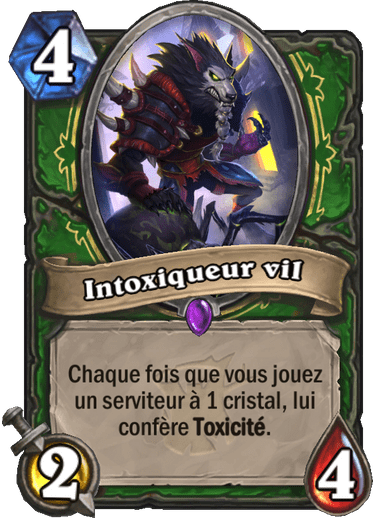 4
Intoxiqueur vil
Chaque fois que vous jouez
un serviteur à 1 cristal, lui
confère Toxicité.
2
4